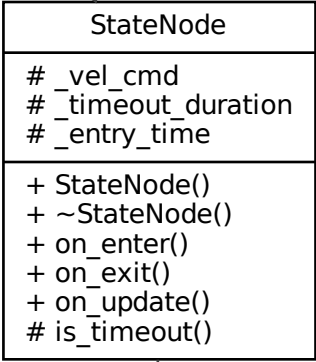 StateNode
# _vel_cmd
# _timeout_duration
# _entry_time
+ StateNode()
+ ~StateNode()
+ on_enter()
+ on_exit()
+ on_update()
# is_timeout()